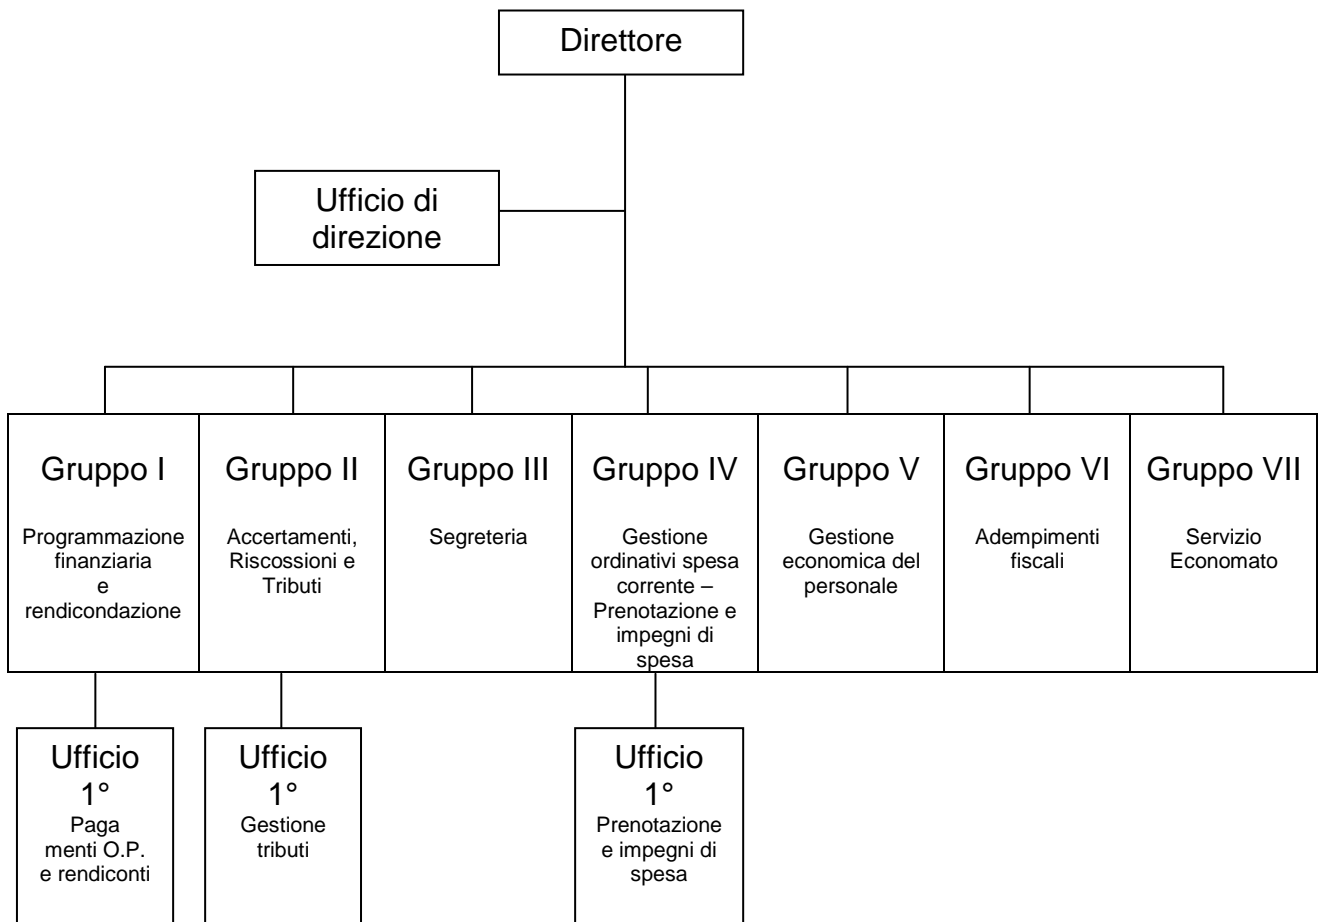 Direttore
Ufficio di
direzione
Gruppo I
Programmazione
finanziaria
e
rendicondazione
Gruppo II
Accertamenti,
Riscossioni e
Tributi
Gruppo III
Segreteria
Gruppo IV
Gestione
ordinativi spesa
corrente –
Prenotazione e
impegni di
spesa
Gruppo V
Gestione
economica del
personale
Gruppo VI
Adempimenti
fiscali
Gruppo VII
Servizio
Economato
Ufficio
1°
Paga
menti O.P.
e rendiconti
Ufficio
1°
Gestione
tributi
Ufficio
1°
Prenotazione
e impegni di
spesa